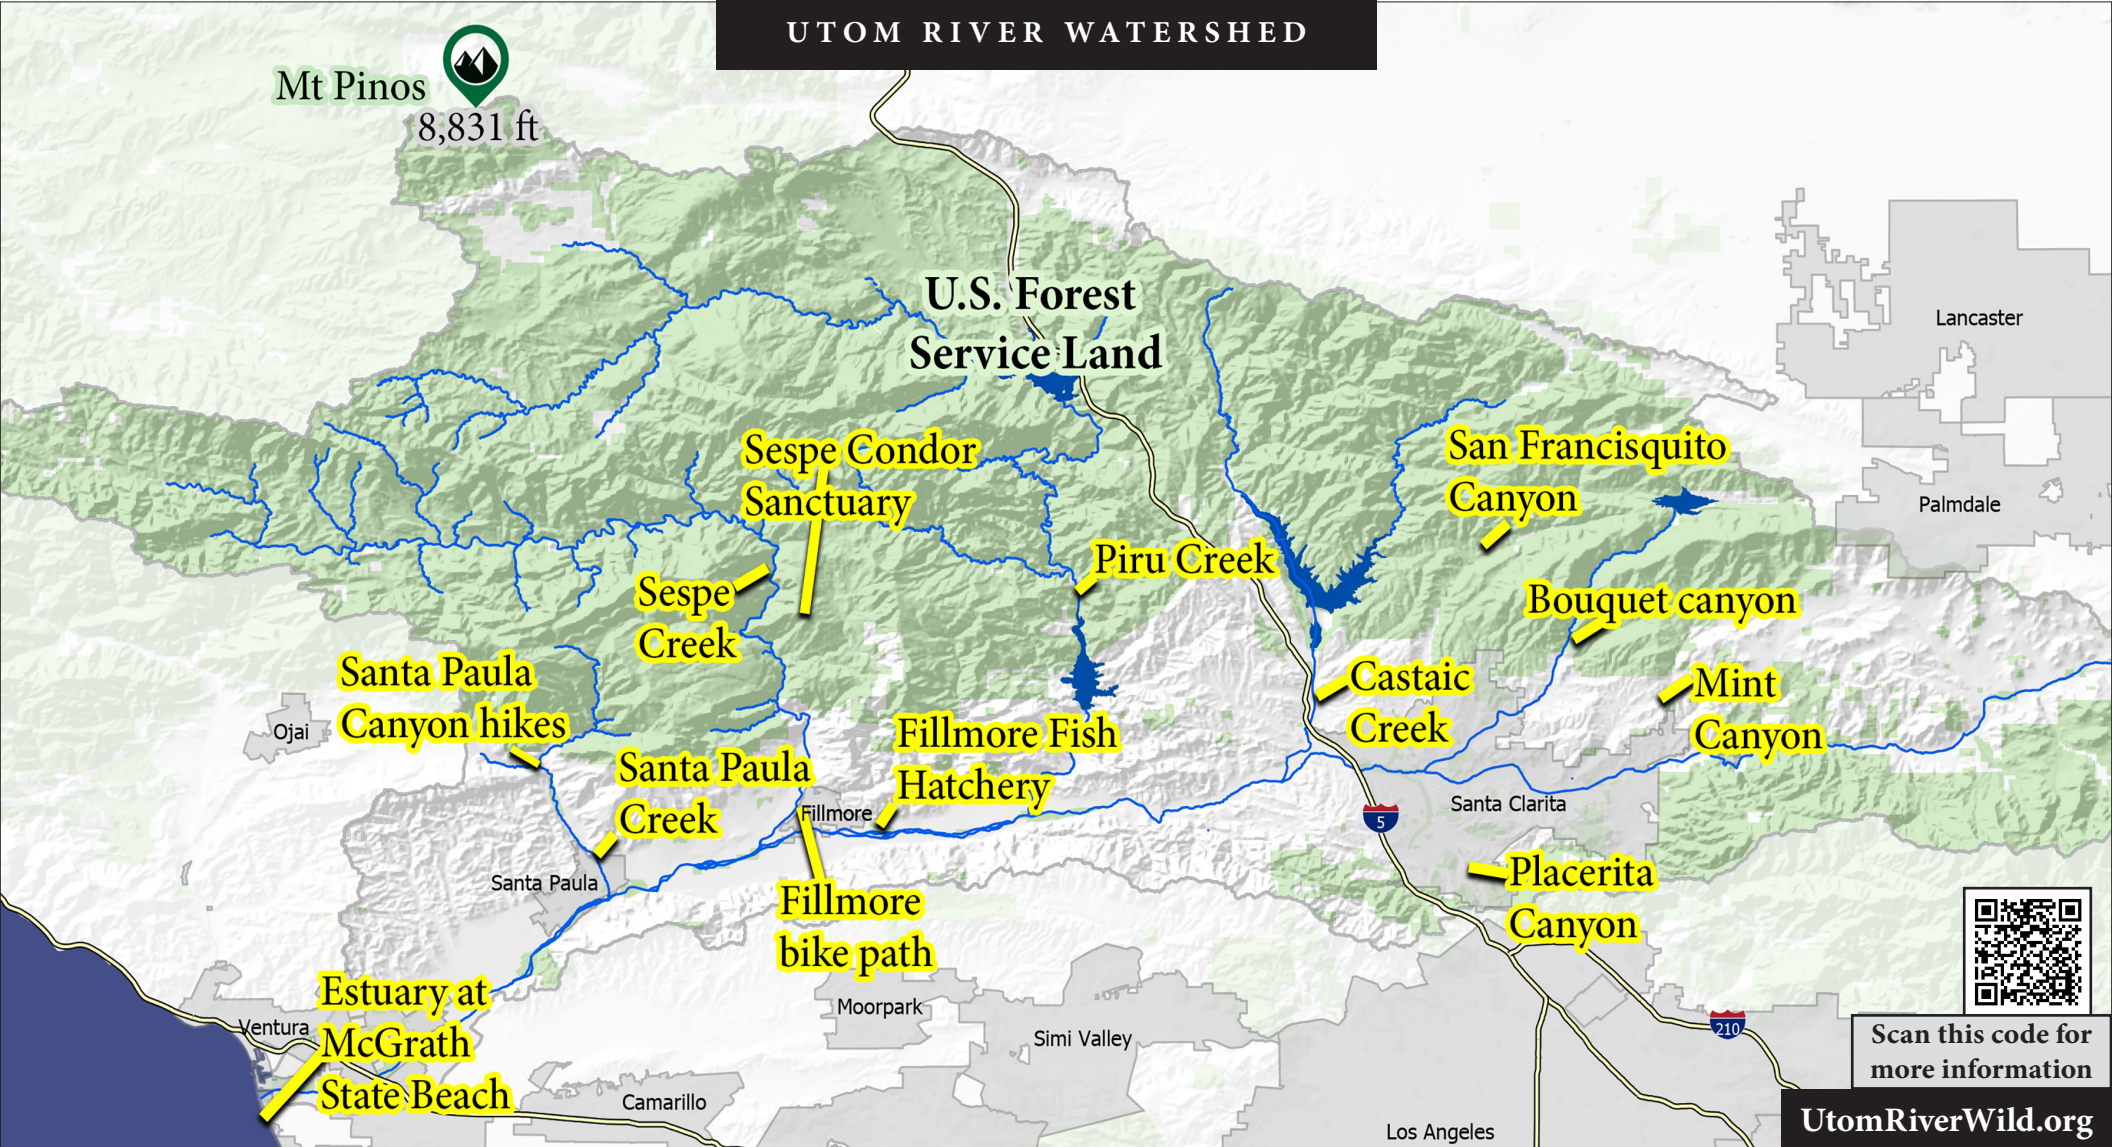 UTOM RIVER WATERSHED
Mt Pinos
8,831 ft
U.S. Forest
Service Land
Lancaster
Palmdale
Sespe Condor
Sanctuary
San Francisquito
Canyon
Piru Creek
Sespe
Creek
Bouquet canyon
Santa Paula
Canyon hikes
Castaic
Creek
Mint
Canyon
Ojai
Fillmore Fish
Hatchery
Santa Paula
Creek
Fillmore
Santa Clarita
5
Santa Paula
Placerita
Canyon
Fillmore
bike path
Estuary at
McGrath
State Beach
Ventura
Moorpark
Simi Valley
210
Camarillo
Los Angeles
Scan this code for
more information
UtomRiverWild.org